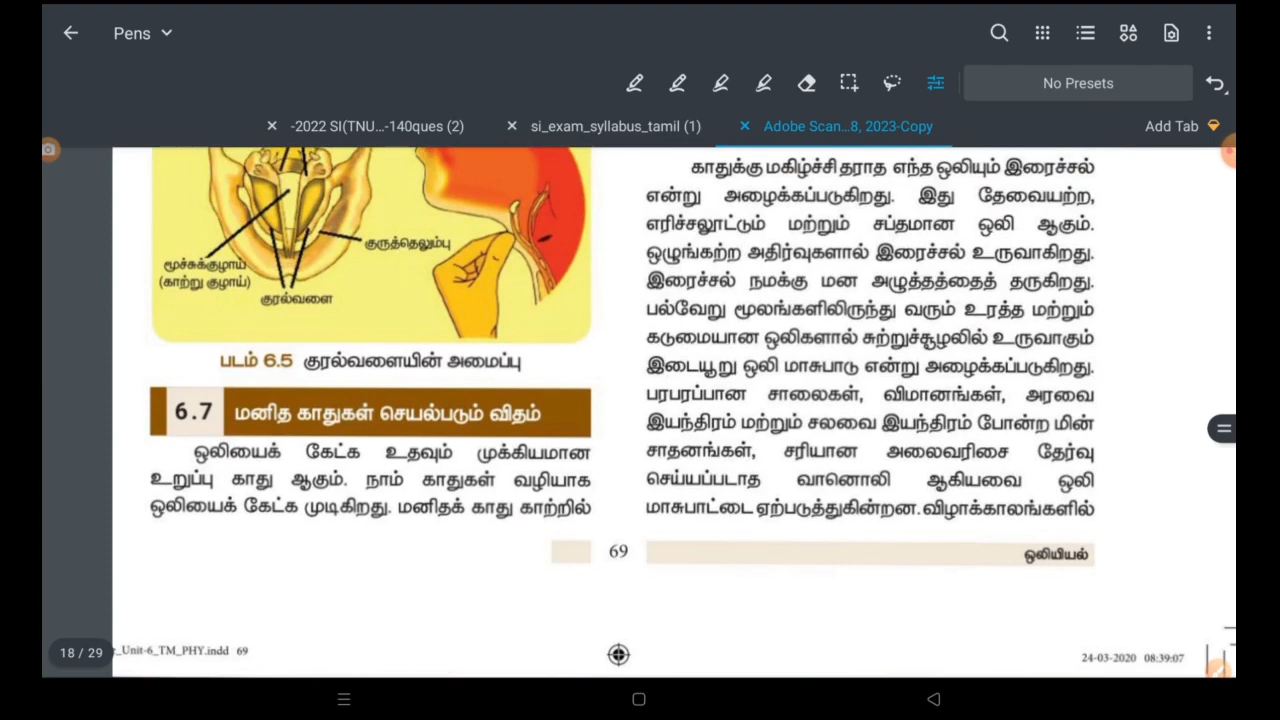 Pens
No Presets
-2022 SI(TNU...-140ques (2)
si_exam_syllabus_tamil (1)
Adobe Scan...8, 2023-Copy
Add Tab
குருத்தெலும்பு
மூச்சுக்குழாய்
(காற்று குழாய்)
குரல்வளை
படம் 6.5 குரல்வளையின் அமைப்பு
6.7 மனித காதுகள் செயல்படும் விதம்
ஒலியைக் கேட்க உதவும் முக்கியமான
உறுப்பு காது ஆகும். நாம் காதுகள் வழியாக
ஒலியைக் கேட்க முடிகிறது. மனிதக் காது காற்றில்
காதுக்கு மகிழ்ச்சி தராத எந்த ஒலியும் இரைச்சல்
என்று அழைக்கப்படுகிறது. இது தேவையற்ற,
எரிச்சலூட்டும் மற்றும் சப்தமான ஒலி ஆகும்.
ஒழுங்கற்ற அதிர்வுகளால் இரைச்சல் உருவாகிறது.
இரைச்சல் நமக்கு மன அழுத்தத்தைத் தருகிறது.
பல்வேறு மூலங்களிலிருந்து வரும் உரத்த மற்றும்
கடுமையான ஒலிகளால் சுற்றுச்சூழலில் உருவாகும்
இடையூறு ஒலி மாசுபாடு என்று அழைக்கப்படுகிறது.
பரபரப்பான சாலைகள், விமானங்கள், அரவை
இயந்திரம் மற்றும் சலவை இயந்திரம் போன்ற மின்
சாதனங்கள், சரியான அலைவரிசை தேர்வு
செய்யப்படாத வானொலி ஆகியவை ஒலி
மாசுபாட்டை ஏற்படுத்துகின்றன. விழாக்காலங்களில்
69
ஒலியியல்
18 / 29
_Unit-6_TM_PHY.indd 69
24-03-2020 08:39:07